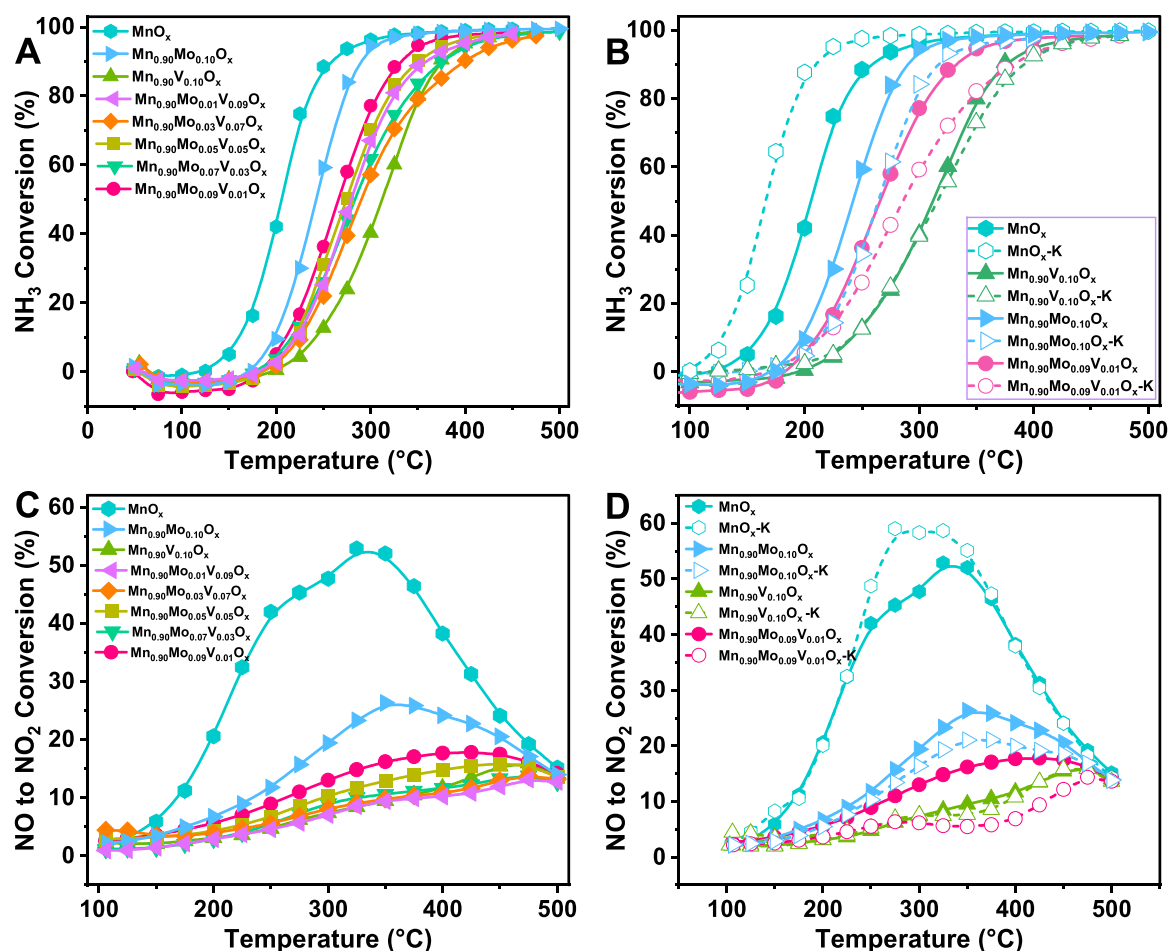 A
MnOₓ
Mn₀.₉₀Mo₀.₁₀Oₓ
Mn₀.₉₀V₀.₁₀Oₓ
Mn₀.₉₀Mo₀.₀₁V₀.₀₉Oₓ
Mn₀.₉₀Mo₀.₀₃V₀.₀₇Oₓ
Mn₀.₉₀Mo₀.₀₅V₀.₀₅Oₓ
Mn₀.₉₀Mo₀.₀₇V₀.₀₃Oₓ
Mn₀.₉₀Mo₀.₀₉V₀.₀₁Oₓ
NH₃ Conversion (%)
100
80
60
40
20
0
0 100 200 300 400 500
Temperature (°C)
B
MnOₓ
MnOₓ-K
Mn₀.₉₀V₀.₁₀Oₓ
Mn₀.₉₀V₀.₁₀Oₓ-K
Mn₀.₉₀Mo₀.₁₀Oₓ
Mn₀.₉₀Mo₀.₁₀Oₓ-K
Mn₀.₉₀Mo₀.₀₉V₀.₀₁Oₓ
Mn₀.₉₀Mo₀.₀₉V₀.₀₁Oₓ-K
NH₃ Conversion (%)
100
80
60
40
20
0
100 200 300 400 500
Temperature (°C)
C
MnOₓ
Mn₀.₉₀Mo₀.₁₀Oₓ
Mn₀.₉₀V₀.₁₀Oₓ
Mn₀.₉₀Mo₀.₀₁V₀.₀₉Oₓ
Mn₀.₉₀Mo₀.₀₃V₀.₀₇Oₓ
Mn₀.₉₀Mo₀.₀₅V₀.₀₅Oₓ
Mn₀.₉₀Mo₀.₀₇V₀.₀₃Oₓ
Mn₀.₉₀Mo₀.₀₉V₀.₀₁Oₓ
NO to NO₂ Conversion (%)
60
50
40
30
20
10
0
100 200 300 400 500
Temperature (°C)
D
MnOₓ
MnOₓ-K
Mn₀.₉₀Mo₀.₁₀Oₓ
Mn₀.₉₀Mo₀.₁₀Oₓ-K
Mn₀.₉₀V₀.₁₀Oₓ
Mn₀.₉₀V₀.₁₀Oₓ-K
Mn₀.₉₀Mo₀.₀₉V₀.₀₁Oₓ
Mn₀.₉₀Mo₀.₀₉V₀.₀₁Oₓ-K
NO to NO₂ Conversion (%)
60
50
40
30
20
10
0
100 200 300 400 500
Temperature (°C)